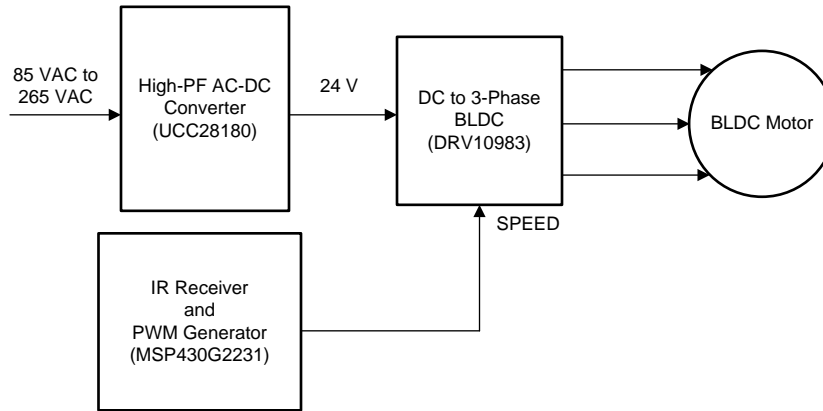 85 VAC to
265 VAC
High-PF AC-DC
Converter
(UCC28180)
24 V
DC to 3-Phase
BLDC
(DRV10983)
BLDC Motor
SPEED
IR Receiver
and
PWM Generator
(MSP430G2231)